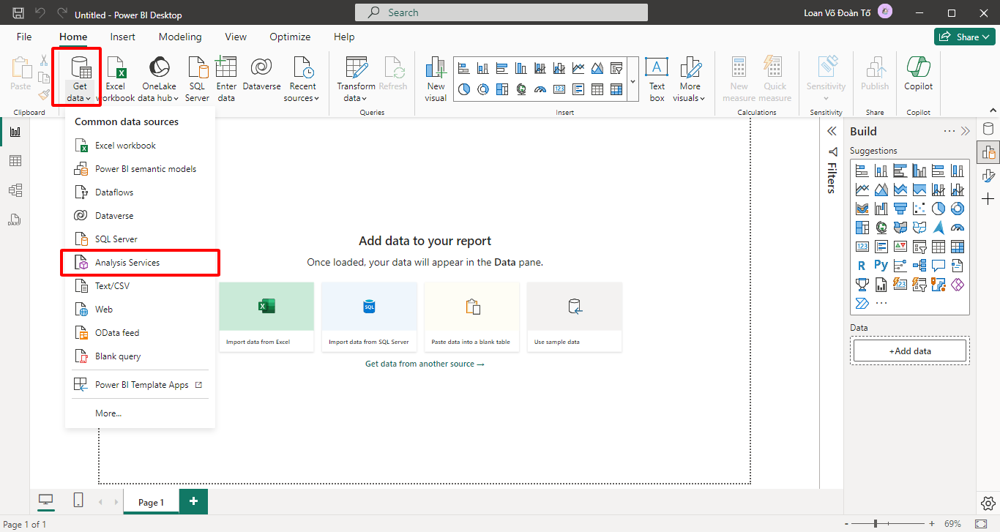 Untitled - Power BI Desktop
Search
Loan Võ Đoàn Tố
File Home Insert Modeling View Optimize Help
Share
Paste
Get data
Excel workbook
OneLake data hub
SQL Server
Enter data
Dataverse
Recent sources
Transform data
Refresh
New visual
Text box
More visuals
New measure
Quick measure
Sensitivity
Publish
Copilot
Clipboard
Queries
Insert
Calculations
Sensitivity
Share
Copilot
Common data sources
Excel workbook
Power BI semantic models
Dataflows
Dataverse
SQL Server
Analysis Services
Text/CSV
Web
OData feed
Blank query
Power BI Template Apps
More...
Add data to your report
Once loaded, your data will appear in the Data pane.
SQL
Import data from Excel
Import data from SQL Server
Paste data into a blank table
Use sample data
Get data from another source →
Filters
Build
Suggestions
123
R Py
123
Data
+Add data
DAX
A
123
Page 1
Page 1 of 1
- + 69%